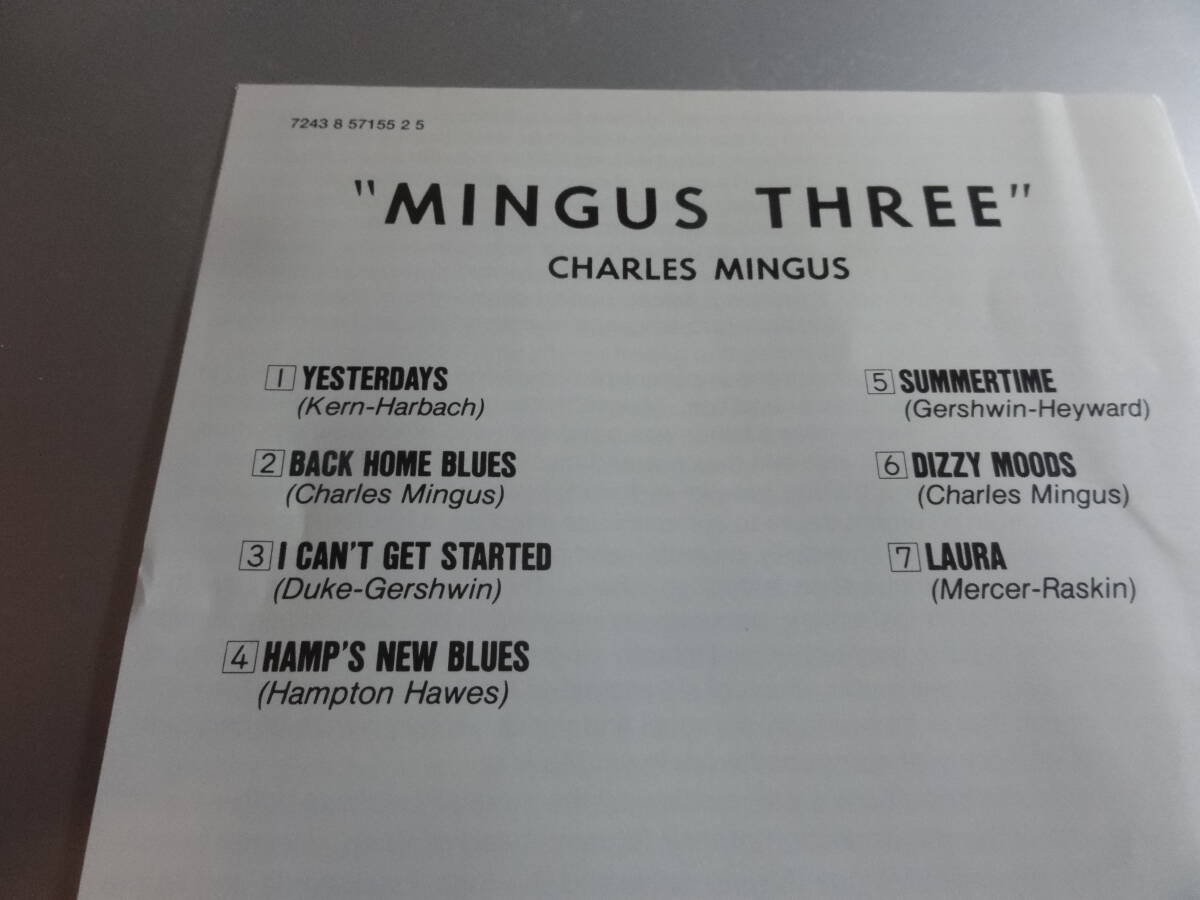 7243 8 57155 2 5
"MINGUS THREE"
CHARLES MINGUS
1 YESTERDAYS
(Kern-Harbach)
2 BACK HOME BLUES
(Charles Mingus)
3 I CAN'T GET STARTED
(Duke-Gershwin)
4 HAMP'S NEW BLUES
(Hampton Hawes)
5 SUMMERTIME
(Gershwin-Heyward)
6 DIZZY MOODS
(Charles Mingus)
7 LAURA
(Mercer-Raskin)